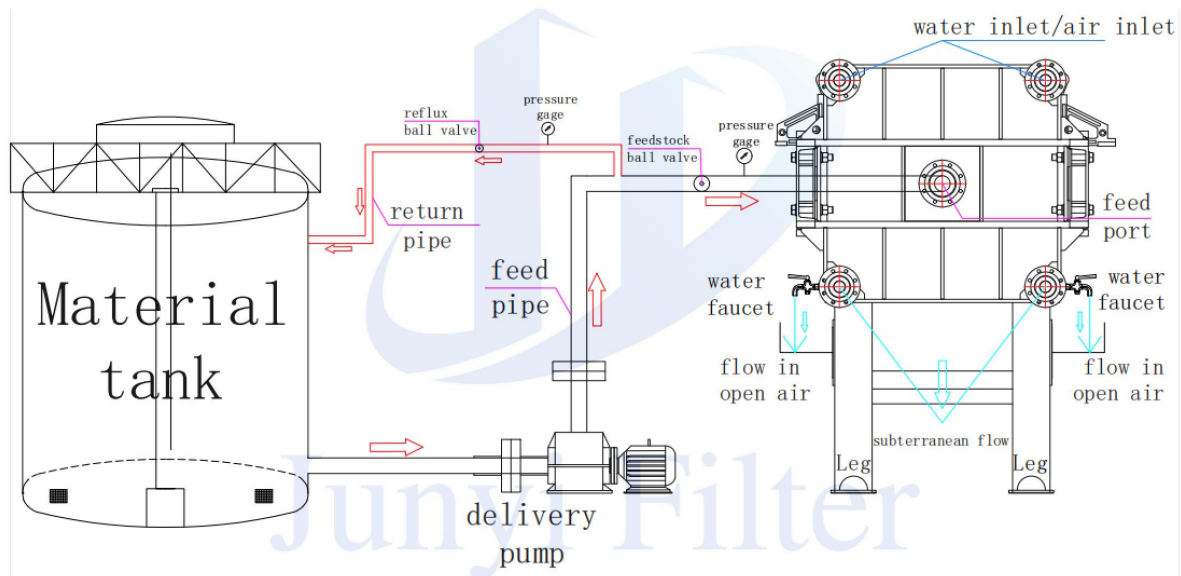 water inlet/air inlet
pressure
gage
reflux
ball valve
feedstock
ball valve
pressure
gage
return
pipe
feed
port
feed
pipe
Material
tank
water
faucet
water
faucet
flow in
open air
flow in
open air
subterranean flow
Leg
Leg
delivery
pump
Junyi Filter